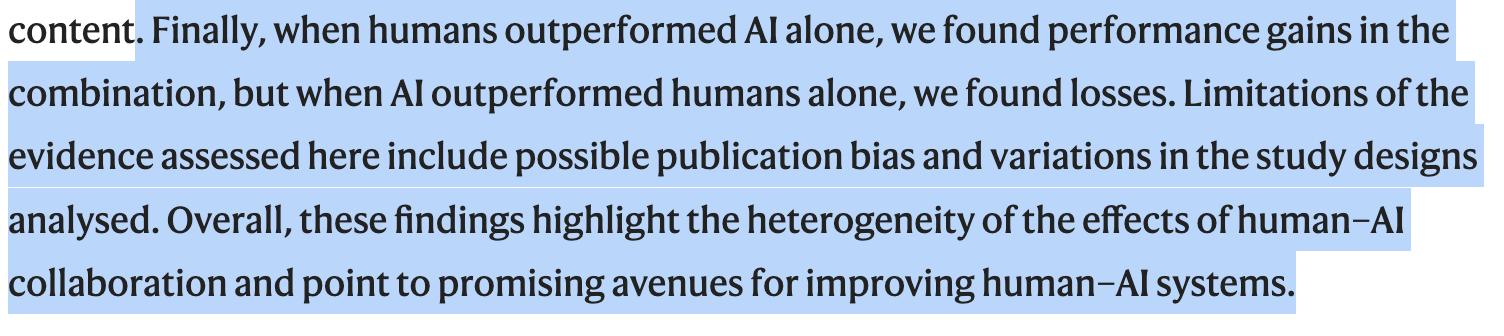 content. Finally, when humans outperformed AI alone, we found performance gains in the
combination, but when AI outperformed humans alone, we found losses. Limitations of the
evidence assessed here include possible publication bias and variations in the study designs
analysed. Overall, these findings highlight the heterogeneity of the effects of human–AI
collaboration and point to promising avenues for improving human–AI systems.